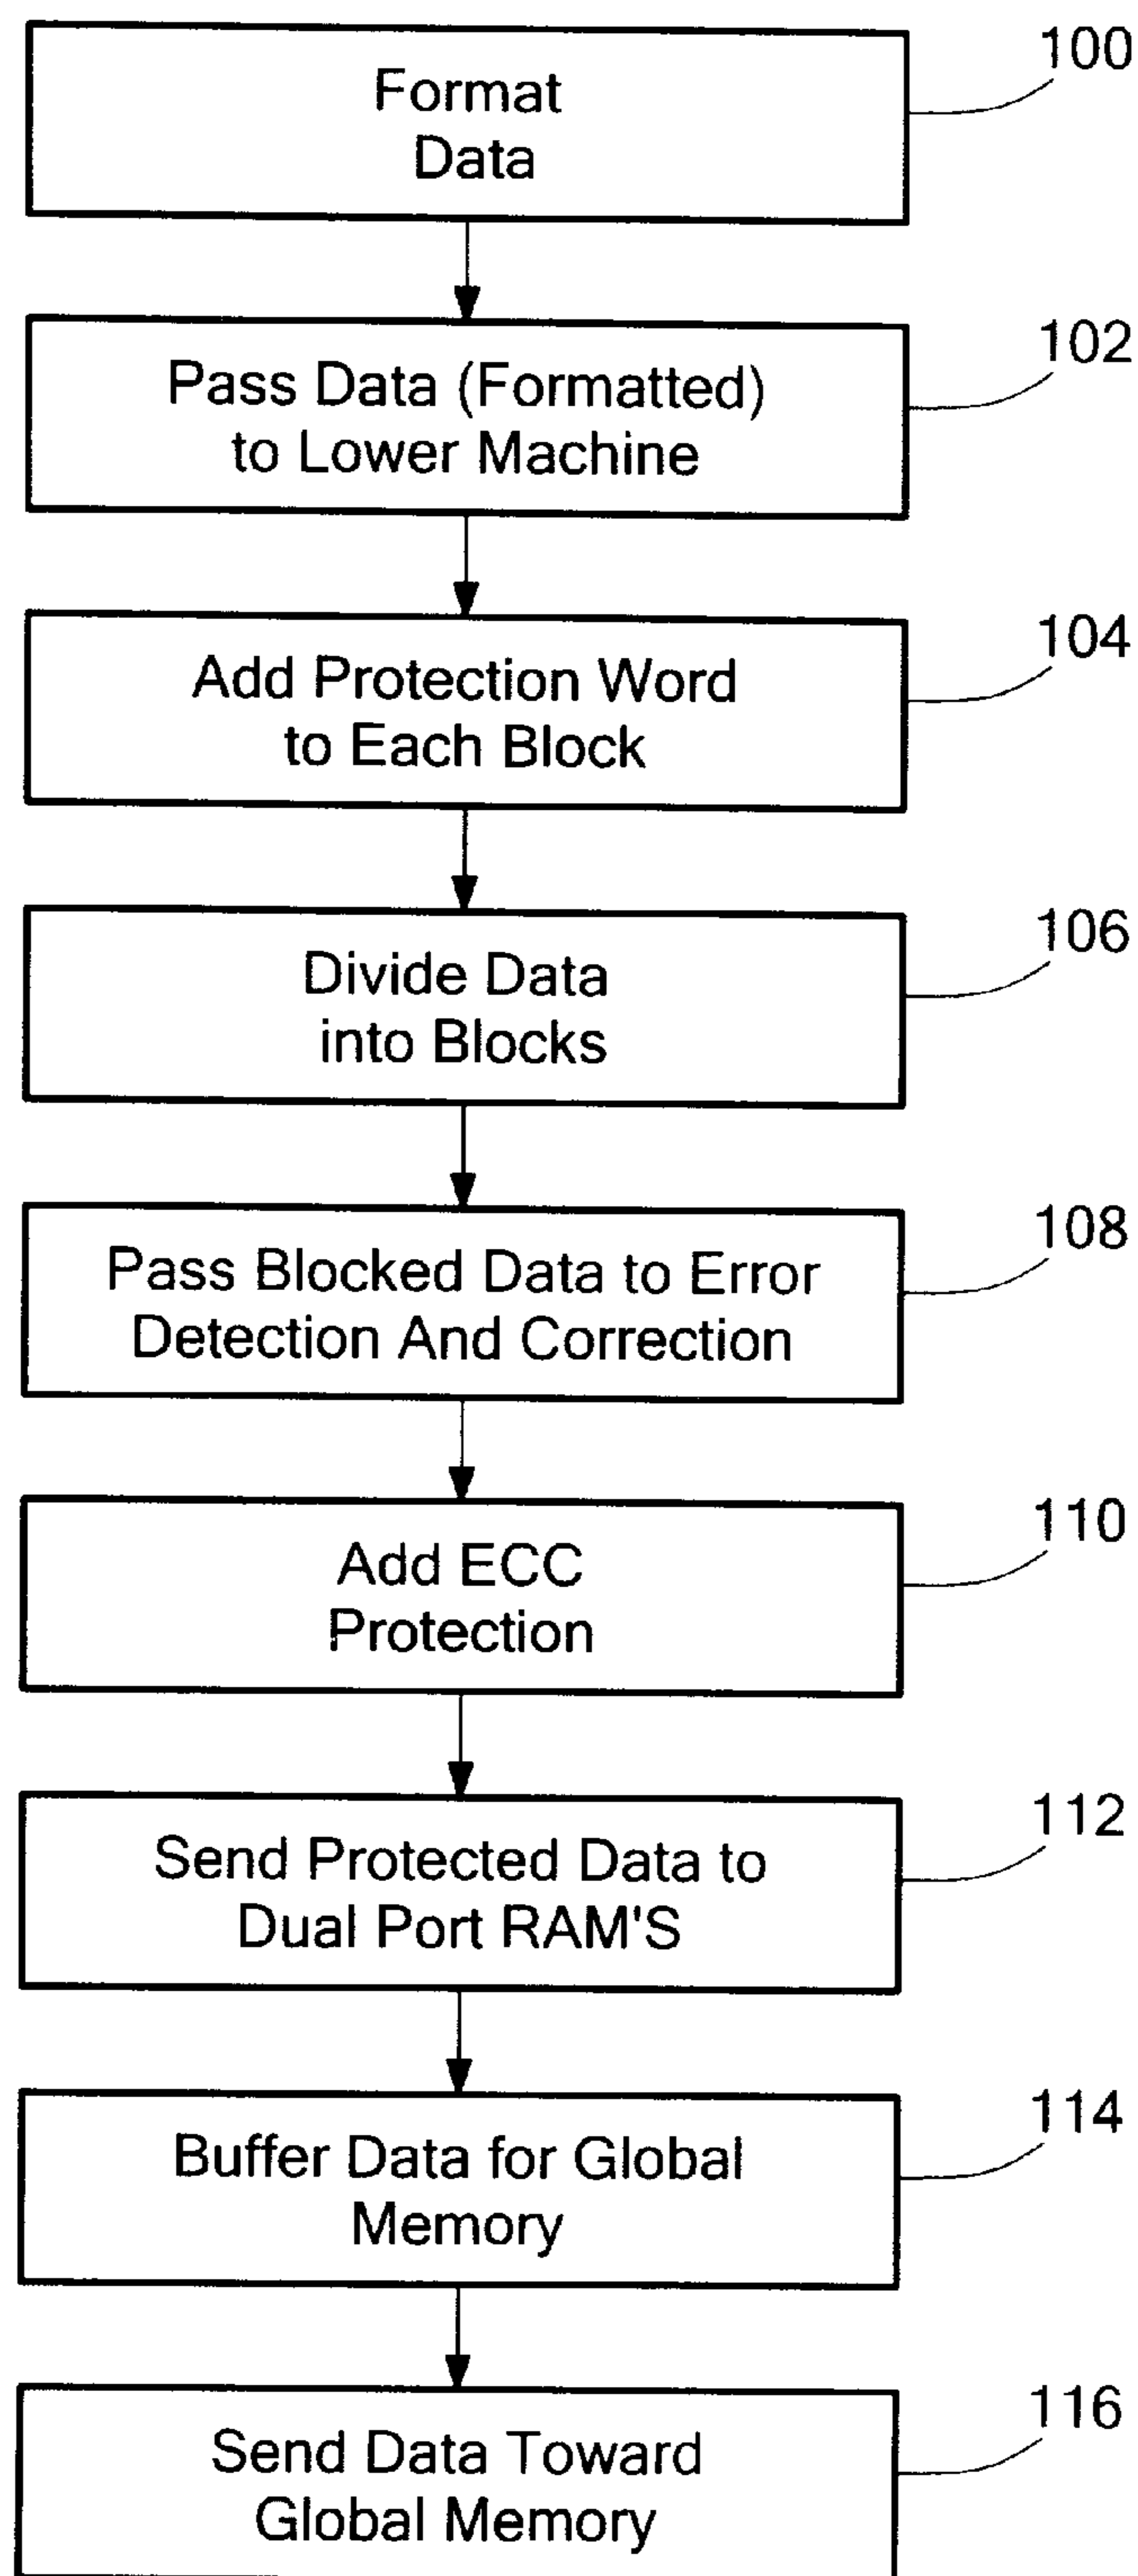 Format
Data
100
Pass Data (Formatted)
to Lower Machine
102
Add Protection Word
to Each Block
104
Divide Data
into Blocks
106
Pass Blocked Data to Error
Detection And Correction
108
Add ECC
Protection
110
Send Protected Data to
Dual Port RAM'S
112
Buffer Data for Global
Memory
114
Send Data Toward
Global Memory
116